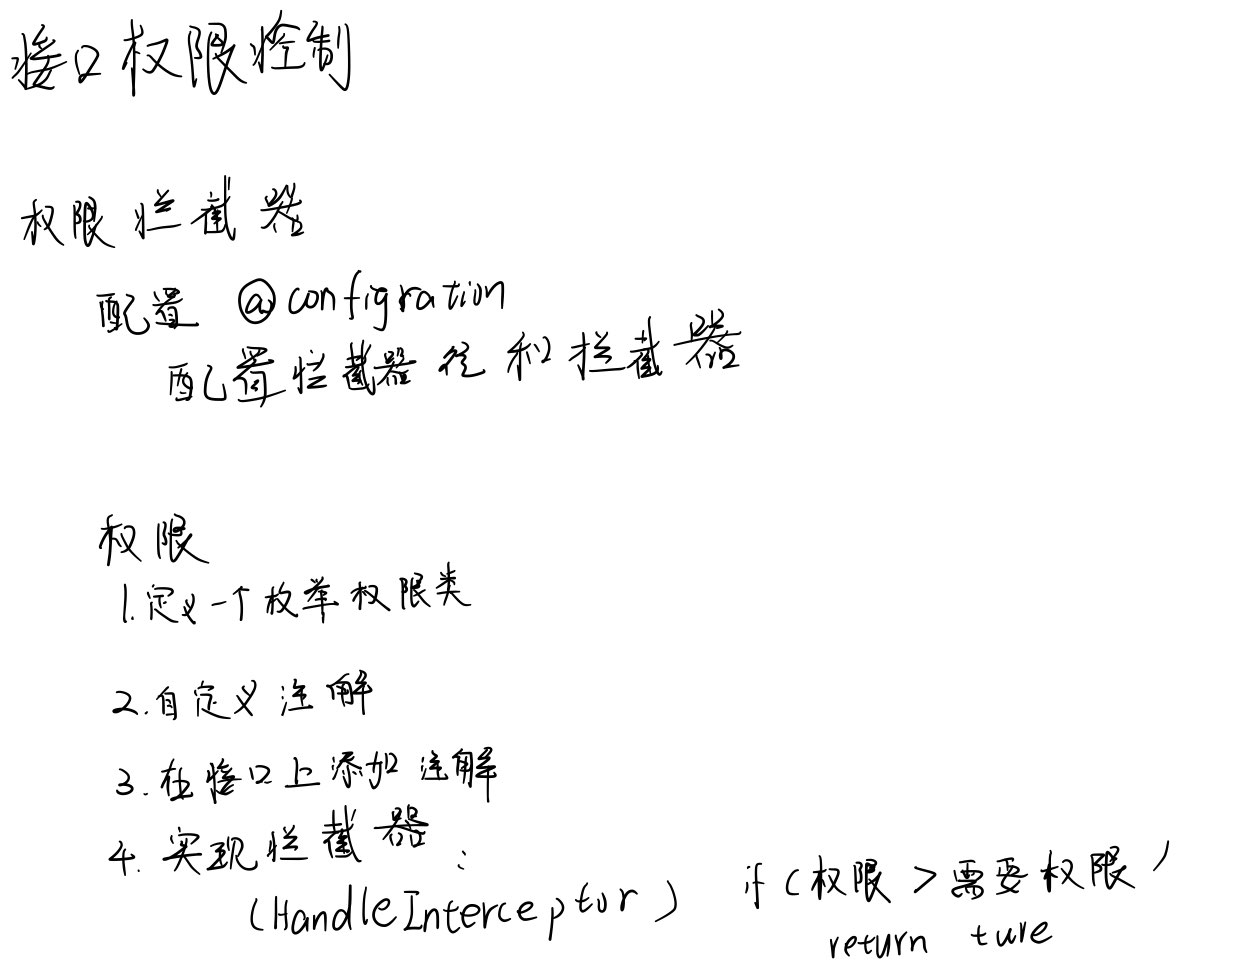 接口权限控制
权限拦截器
配置 @configration
配置拦截器径和拦截器
权限
1.定义一个枚举权限类
2.自定义注解
3.在接口上添加注解
4.实现拦截器:
(HandleInterceptor) if(权限>需要权限)
return ture